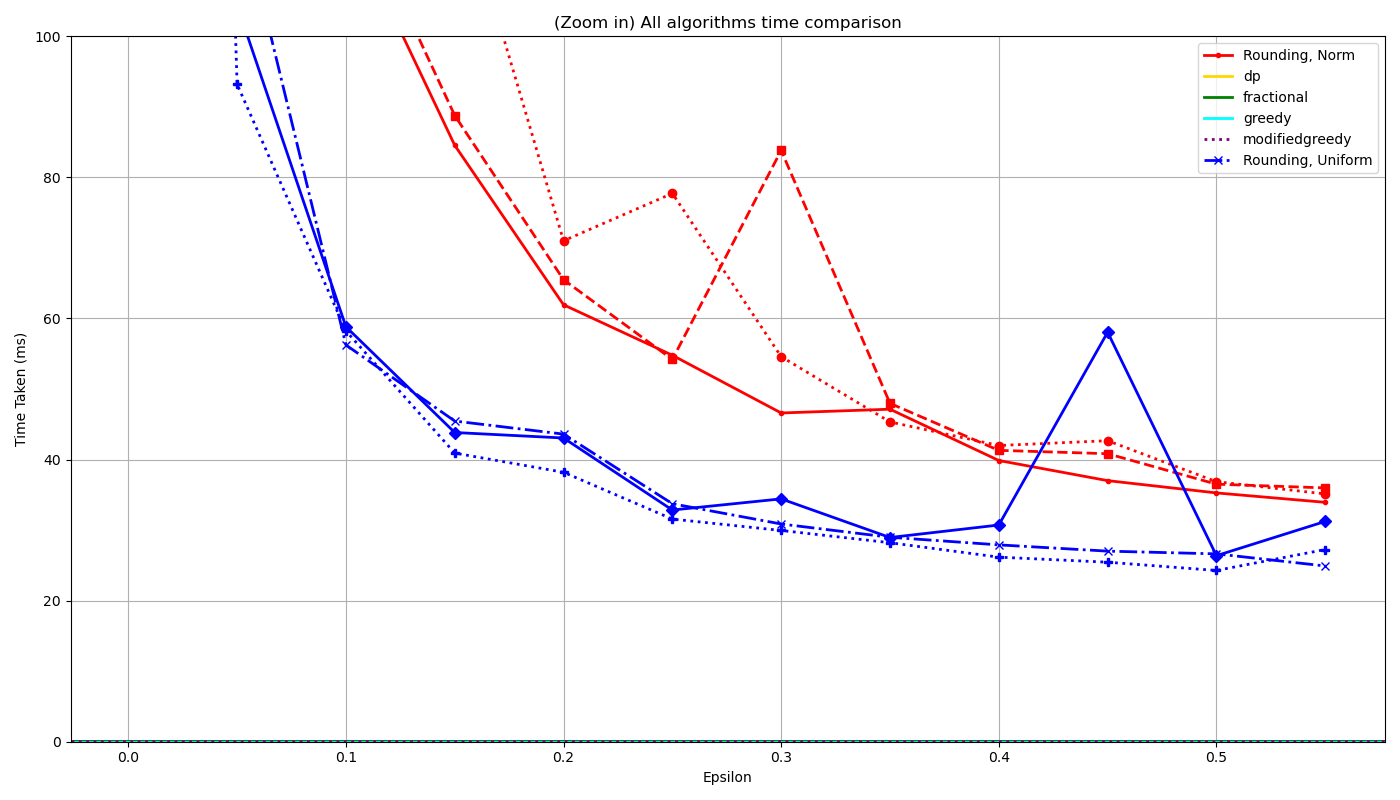 (Zoom in) All algorithms time comparison
100
80
60
40
20
0
Time Taken (ms)
Rounding, Norm
dp
fractional
greedy
modifiedgreedy
Rounding, Uniform
0.0
0.1
0.2
0.3
0.4
0.5
Epsilon